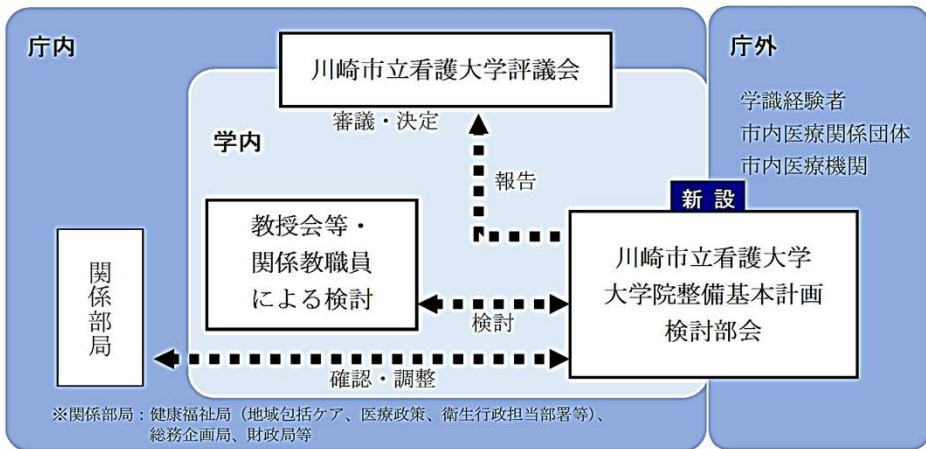 庁内
川崎市立看護大学評議会
審議・決定
学内
報告
教授会等・
関係教職員
による検討
検討
関係部局
確認・調整
※関係部局：健康福祉局（地域包括ケア、医療政策、衛生行政担当部署等）、
総務企画局、財政局等
庁外
学識経験者
市内医療関係団体
市内医療機関
新設
川崎市立看護大学
大学院整備基本計画
検討部会